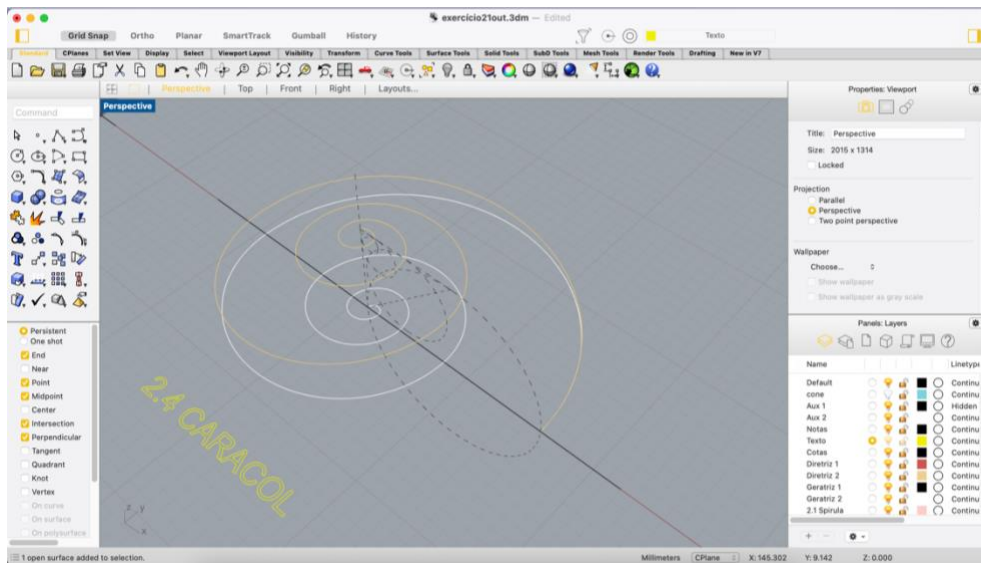 exercício21out.3dm — Edited
Grid Snap Ortho Planar SmartTrack Gumball History Texto
Standard CPlanes Set View Display Select Viewport Layout Visibility Transform Curve Tools Surface Tools Solid Tools SubD Tools Mesh Tools Render Tools Drafting New in V7
Perspective Top Front Right Layouts...
Command
Perspective
Properties: Viewport
Title: Perspective
Size: 2015 x 1314
Locked
Projection
Parallel
Perspective
Two point perspective
Wallpaper
Choose...
Show wallpaper
Show wallpaper as gray scale
Persistent
One shot
End
Near
Point
Midpoint
Center
Intersection
Perpendicular
Tangent
Quadrant
Knot
Vertex
On curve
On surface
On polysurface
2.4 CARACOL
z y
x
Panels: Layers
Name Linetype
Default Continu
cone Continu
Aux 1 Hidden
Aux 2 Continu
Notas Continu
Texto Continu
Cotas Continu
Diretriz 1 Continu
Diretriz 2 Continu
Geratriz 1 Continu
Geratriz 2 Continu
2.1 Spirula Continu
1 open surface added to selection.
Millimeters CPlane X: 145.302 Y: 9.142 Z: 0.000